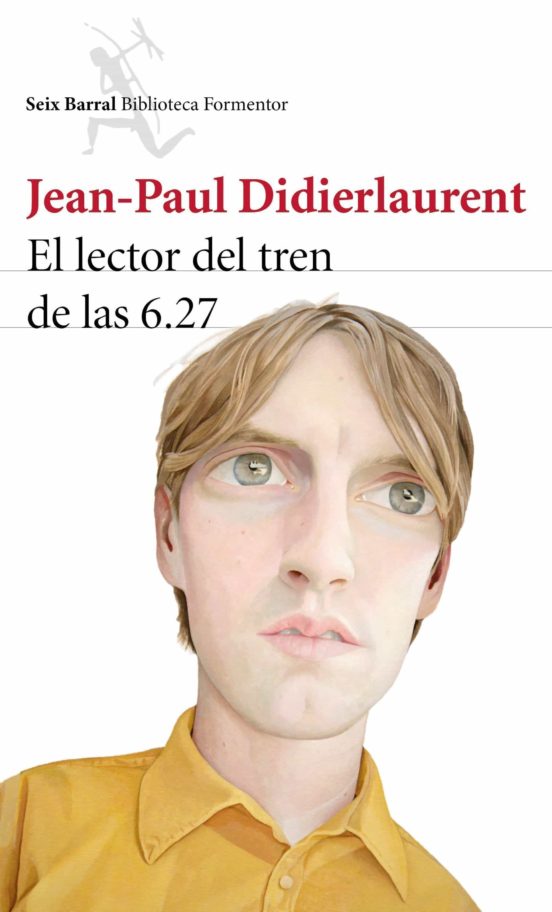 Seix Barral Biblioteca Formentor
Jean-Paul Didierlaurent
El lector del tren
de las 6.27